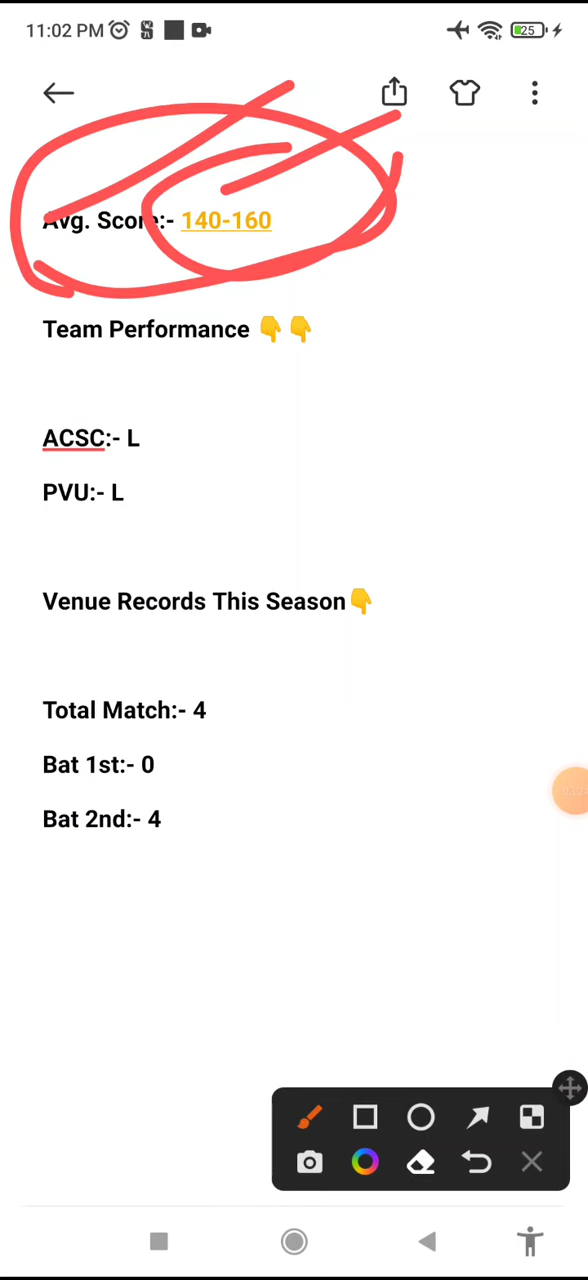 11:02 PM
25
Avg. Score:- 140-160
Team Performance 👇👇
ACSC:- L
PVU:- L
Venue Records This Season👇
Total Match:- 4
Bat 1st:- 0
Bat 2nd:- 4